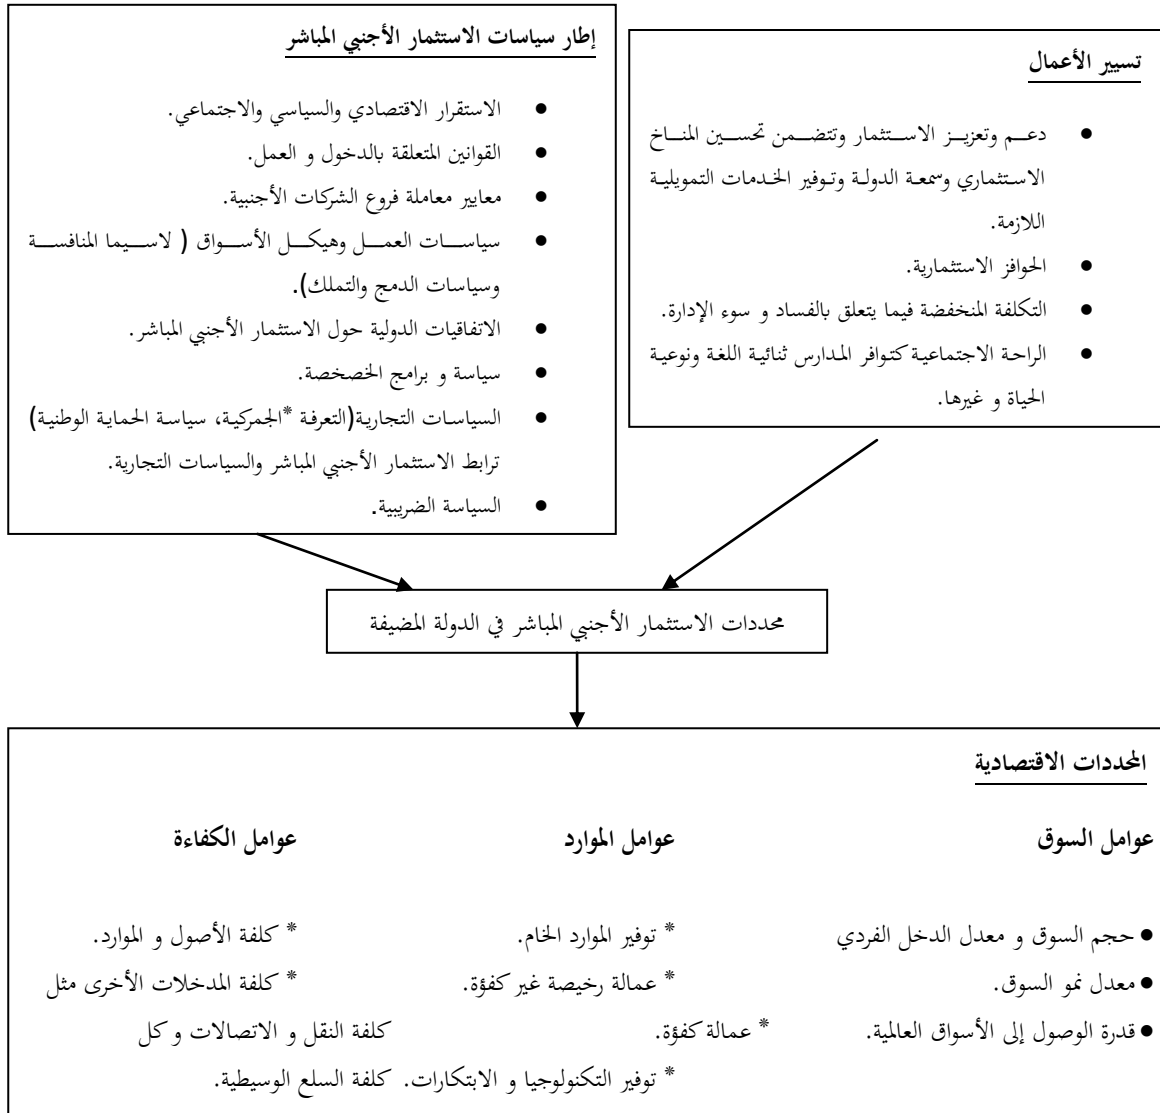 تسيير الأعمال
● دعم وتعزيز الاستثمار وتتضمن تحسين المناخ
الاستثماري وسمعة الدولة وتوفير الخدمات التمويلية
اللازمة.
● الحوافز الاستثمارية.
● التكلفة المنخفضة فيما يتعلق بالفساد و سوء الإدارة.
● الراحة الاجتماعية كتوافر المدارس ثنائية اللغة ونوعية
الحياة و غيرها.
إطار سياسات الاستثمار الأجنبي المباشر
● الاستقرار الاقتصادي والسياسي والاجتماعي.
● القوانين المتعلقة بالدخول و العمل.
● معايير معاملة فروع الشركات الأجنبية.
● سياسات العمل وهيكل الأسواق ( لاسيما المنافسة
وسياسات الدمج والتملك).
● الاتفاقيات الدولية حول الاستثمار الأجنبي المباشر.
● سياسة و برامج الخصخصة.
● السياسات التجارية(التعرفة *الجمركية، سياسة الحماية الوطنية)
ترابط الاستثمار الأجنبي المباشر والسياسات التجارية.
● السياسة الضريبية.
محددات الاستثمار الأجنبي المباشر في الدولة المضيفة
المحددات الاقتصادية
عوامل السوق عوامل الموارد عوامل الكفاءة
● حجم السوق و معدل الدخل الفردي * توفير الموارد الخام. * كلفة الأصول و الموارد.
● معدل نمو السوق. * عمالة رخيصة غير كفؤة. * كلفة المدخلات الأخرى مثل
● قدرة الوصول إلى الأسواق العالمية. * عمالة كفؤة. كلفة النقل و الاتصالات و كل
* توفير التكنولوجيا و الابتكارات. كلفة السلع الوسيطية.